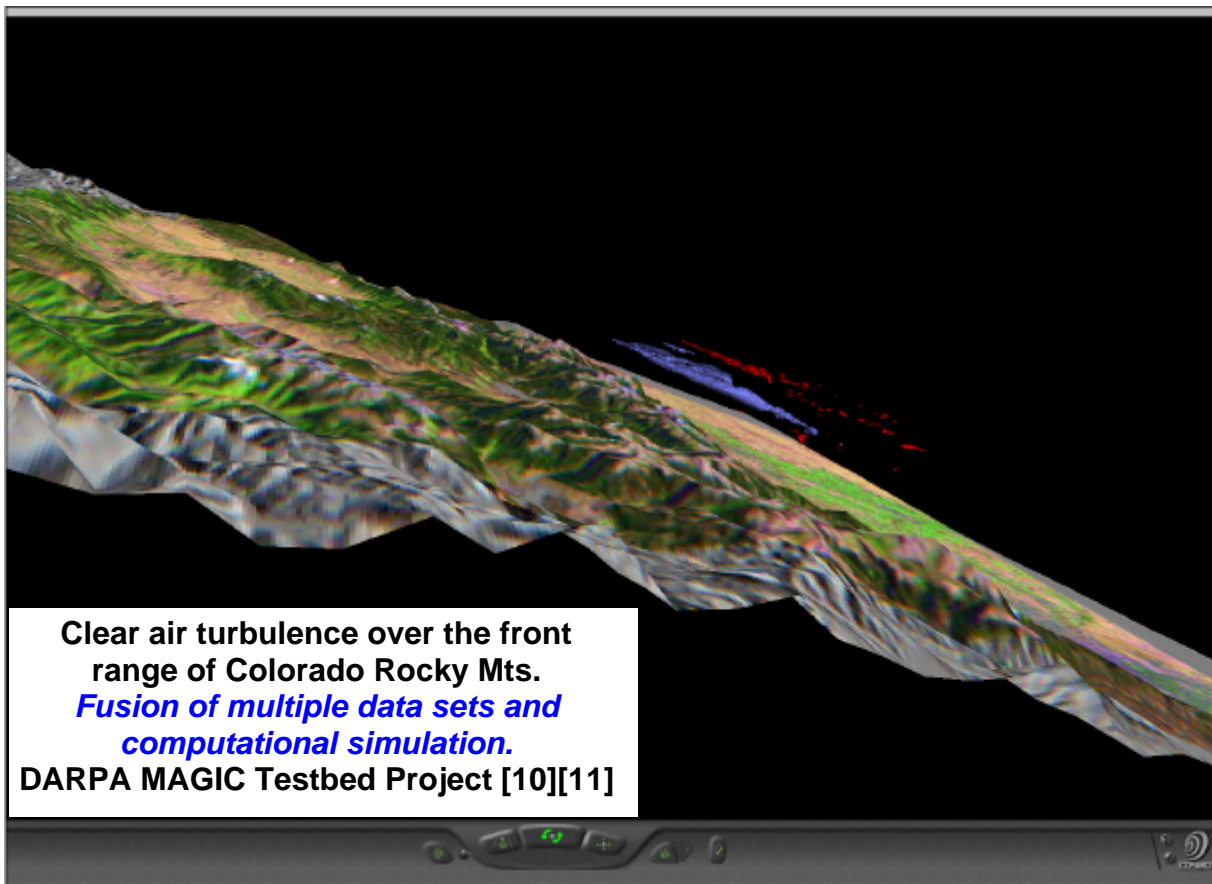 Clear air turbulence over the front
range of Colorado Rocky Mts.
Fusion of multiple data sets and
computational simulation.
DARPA MAGIC Testbed Project [10][11]